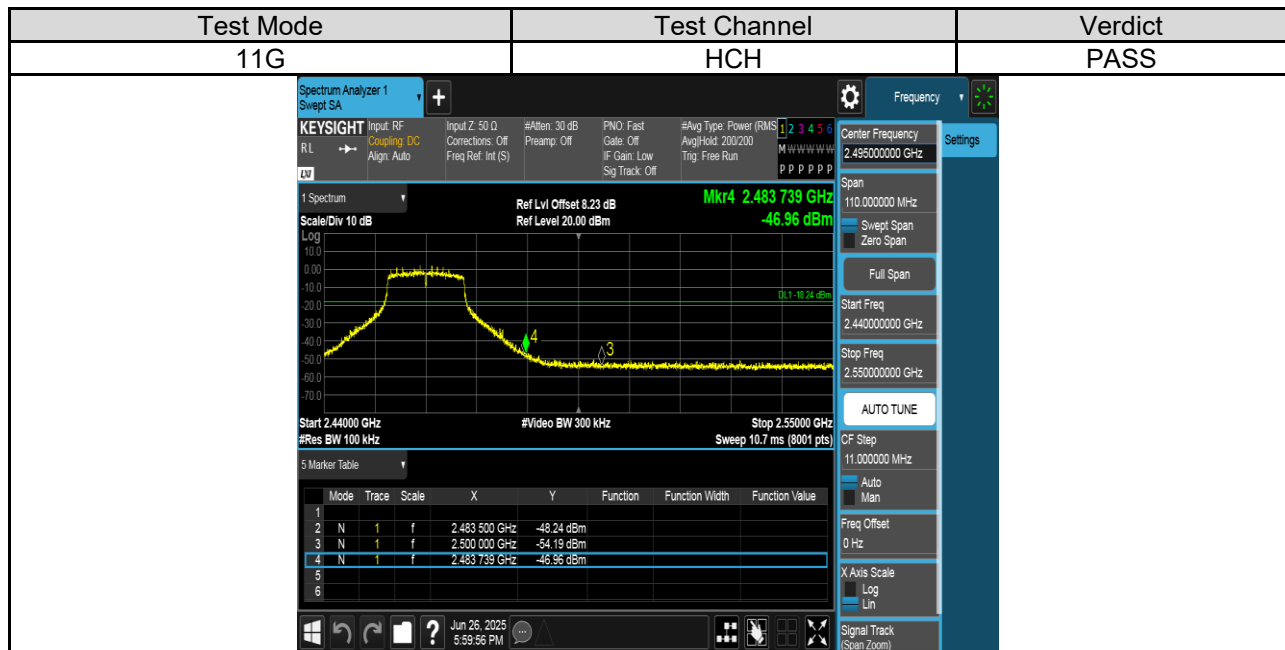 Test Mode Test Channel Verdict
11G HCH PASS
Spectrum Analyzer 1
Swept SA
+
Frequency
KEYSIGHT
RL
LXI
Input: RF
Coupling: DC
Align: Auto
Input Z: 50 Ω
Corrections: Off
Freq Ref: Int (S)
#Atten: 30 dB
Preamp: Off
PNO: Fast
Gate: Off
IF Gain: Low
Sig Track: Off
#Avg Type: Power (RMS
Avg|Hold: 200/200
Trig: Free Run
1 2 3 4 5 6
M W W W W W
P P P P P P
Center Frequency
2.495000000 GHz
Settings
Span
110.000000 MHz
Swept Span
Zero Span
Full Span
Start Freq
2.440000000 GHz
Stop Freq
2.550000000 GHz
AUTO TUNE
CF Step
11.000000 MHz
Auto
Man
Freq Offset
0 Hz
X Axis Scale
Log
Lin
Signal Track
(Span Zoom)
1 Spectrum
Scale/Div 10 dB
Ref Lvl Offset 8.23 dB
Ref Level 20.00 dBm
Mkr4 2.483 739 GHz
-46.96 dBm
Log
10.0
0.00
-10.0
-20.0
-30.0
-40.0
-50.0
-60.0
-70.0
DL1 -18.24 dBm
4
3
Start 2.44000 GHz
#Res BW 100 kHz
#Video BW 300 kHz
Stop 2.55000 GHz
Sweep 10.7 ms (8001 pts)
5 Marker Table
Mode Trace Scale X Y Function Function Width Function Value
1
2 N 1 f 2.483 500 GHz -48.24 dBm
3 N 1 f 2.500 000 GHz -54.19 dBm
4 N 1 f 2.483 739 GHz -46.96 dBm
5
6
?
Jun 26, 2025
5:59:56 PM